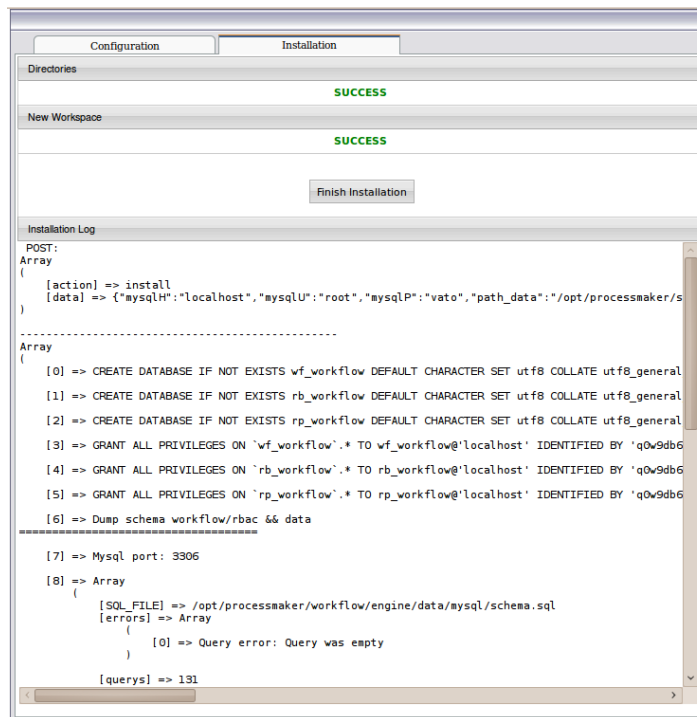 Configuration
Installation
Directories
SUCCESS
New Workspace
SUCCESS
Finish Installation
Installation Log
POST:
Array
(
[action] => install
[data] => {"mysqlH":"localhost","mysqlU":"root","mysqlP":"vato","path_data":"/opt/processmaker/s
)
------------------------------------------------
Array
(
[0] => CREATE DATABASE IF NOT EXISTS wf_workflow DEFAULT CHARACTER SET utf8 COLLATE utf8_general
[1] => CREATE DATABASE IF NOT EXISTS rb_workflow DEFAULT CHARACTER SET utf8 COLLATE utf8_general
[2] => CREATE DATABASE IF NOT EXISTS rp_workflow DEFAULT CHARACTER SET utf8 COLLATE utf8_general
[3] => GRANT ALL PRIVILEGES ON `wf_workflow`.* TO wf_workflow@'localhost' IDENTIFIED BY 'q0w9db6
[4] => GRANT ALL PRIVILEGES ON `rb_workflow`.* TO rb_workflow@'localhost' IDENTIFIED BY 'q0w9db6
[5] => GRANT ALL PRIVILEGES ON `rp_workflow`.* TO rp_workflow@'localhost' IDENTIFIED BY 'q0w9db6
[6] => Dump schema workflow/rbac && data
====================================
[7] => Mysql port: 3306
[8] => Array
(
[SQL_FILE] => /opt/processmaker/workflow/engine/data/mysql/schema.sql
[errors] => Array
(
[0] => Query error: Query was empty
)
[querys] => 131